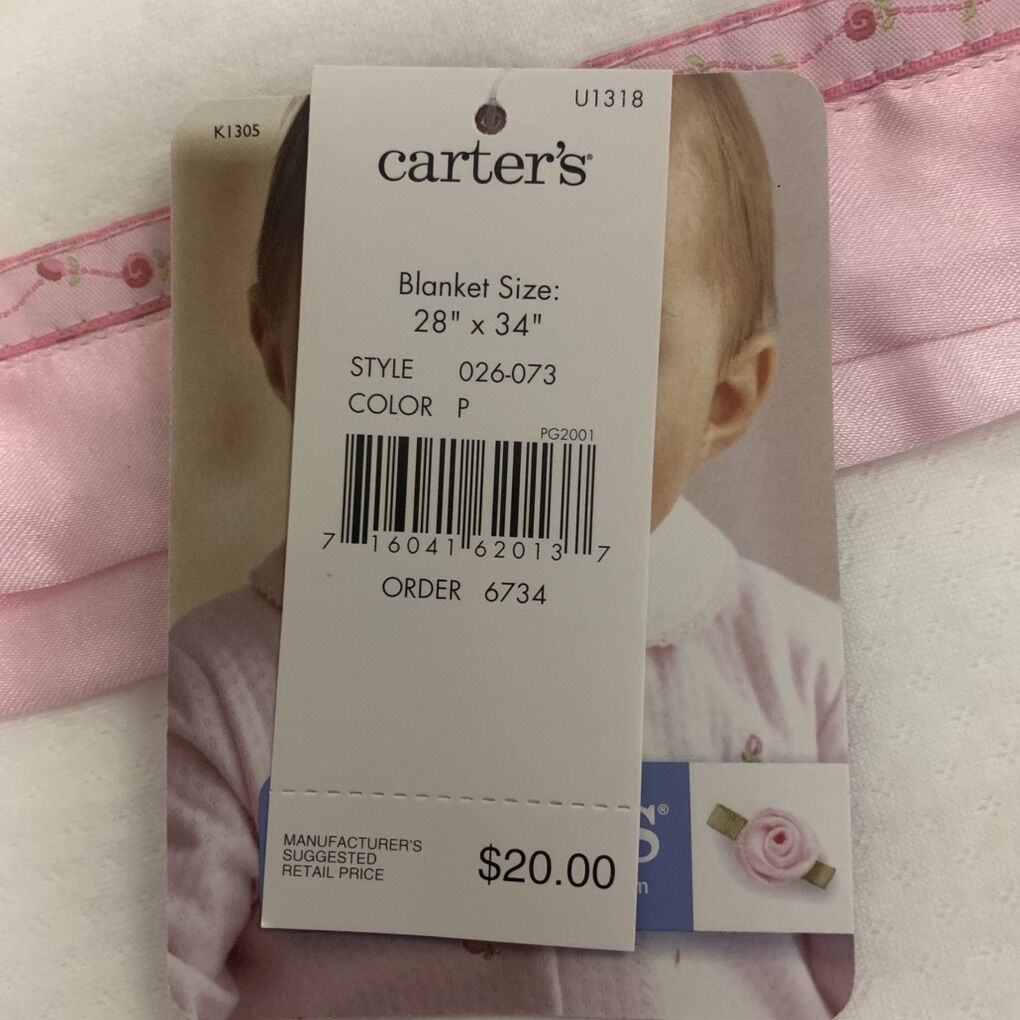 K1305
U1318
carter's®
Blanket Size:
28" x 34"
STYLE 026-073
COLOR P
PG2001
7 16041 62013 7
ORDER 6734
MANUFACTURER'S
SUGGESTED
RETAIL PRICE
$20.00
s®
m